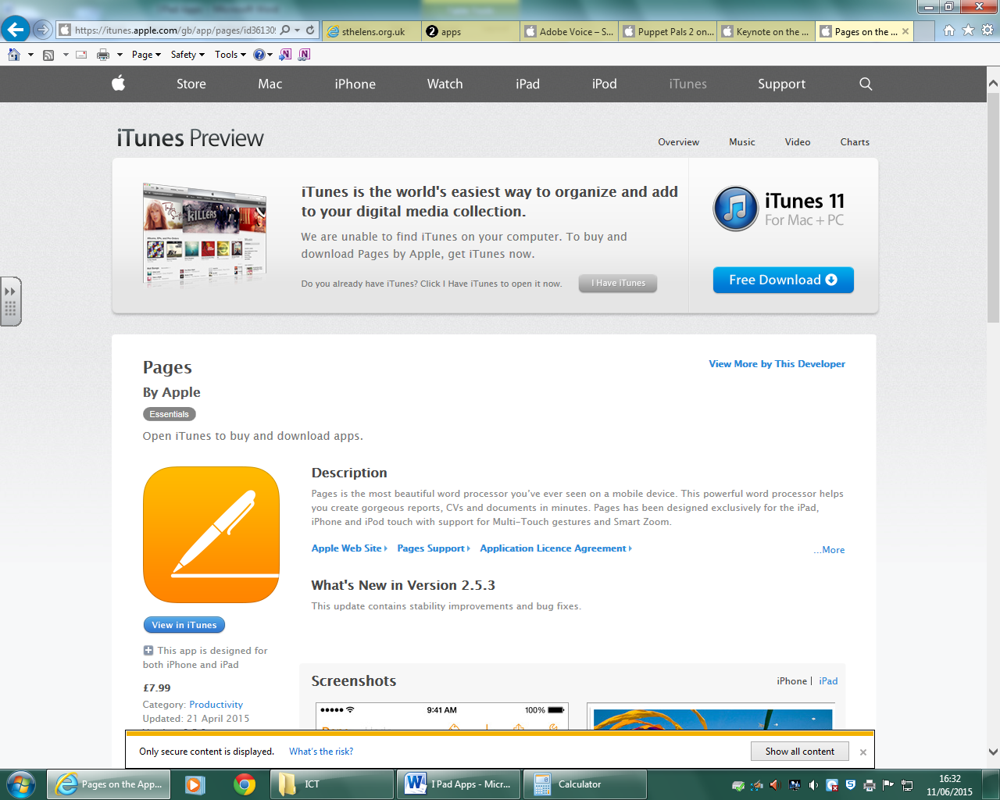 https://itunes.apple.com/gb/app/pages/id36130
sthelens.org.uk
apps
Adobe Voice – S...
Puppet Pals 2 on...
Keynote on the ...
Pages on the ...
Page
Safety
Tools
Store
Mac
iPhone
Watch
iPad
iPod
iTunes
Support
iTunes Preview
Overview
Music
Video
Charts
iTunes is the world's easiest way to organize and add
to your digital media collection.
We are unable to find iTunes on your computer. To buy and
download Pages by Apple, get iTunes now.
Do you already have iTunes? Click I Have iTunes to open it now.
I Have iTunes
iTunes 11
For Mac + PC
Free Download
KILLERS
Pages
View More by This Developer
By Apple
Essentials
Open iTunes to buy and download apps.
Description
Pages is the most beautiful word processor you've ever seen on a mobile device. This powerful word processor helps
you create gorgeous reports, CVs and documents in minutes. Pages has been designed exclusively for the iPad,
iPhone and iPod touch with support for Multi-Touch gestures and Smart Zoom.
Apple Web Site
Pages Support
Application Licence Agreement
...More
What's New in Version 2.5.3
This update contains stability improvements and bug fixes.
View in iTunes
This app is designed for
both iPhone and iPad
£7.99
Category: Productivity
Updated: 21 April 2015
Screenshots
iPhone | iPad
9:41 AM
100%
Only secure content is displayed.
What's the risk?
Show all content
Pages on the App...
ICT
I Pad Apps - Micr...
Calculator
16:32
11/06/2015